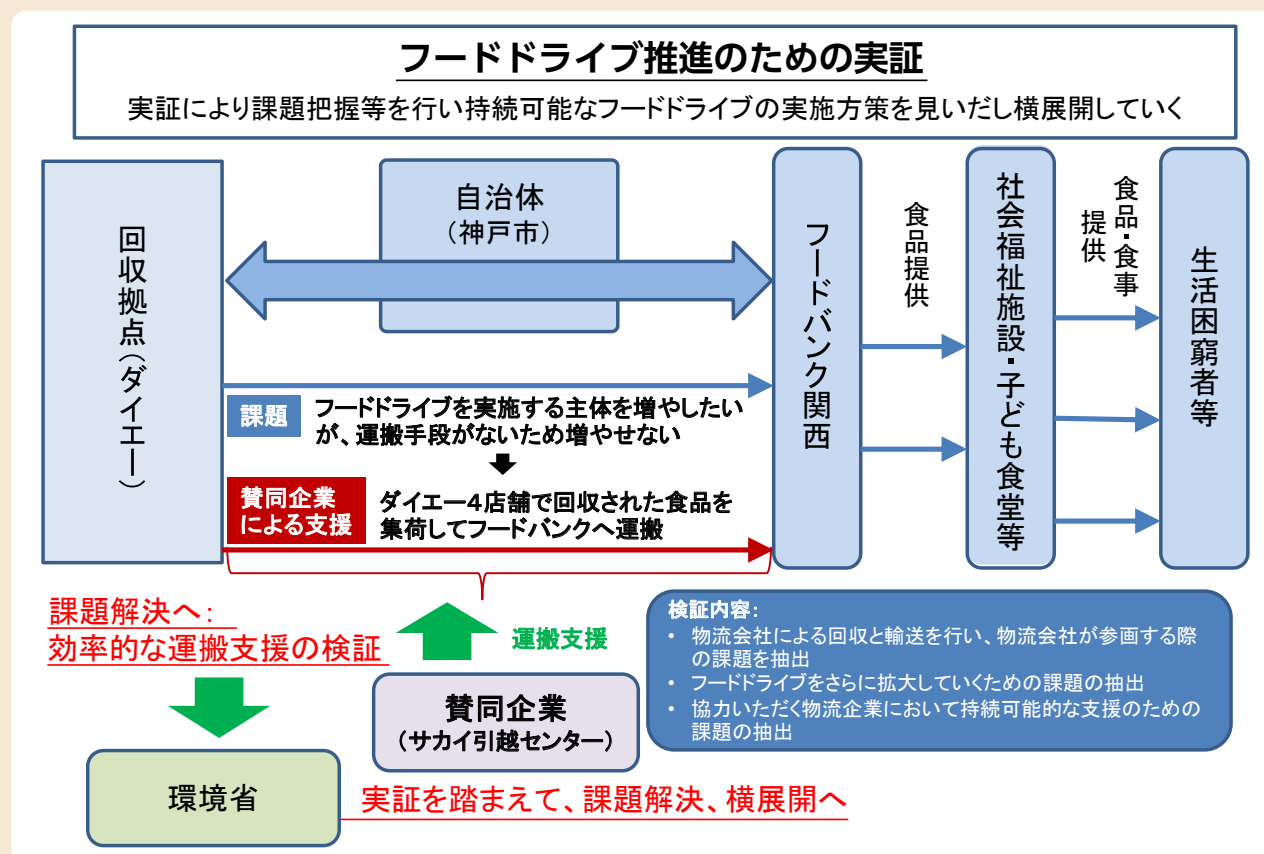 フードドライブ推進のための実証
実証により課題把握等を行い持続可能なフードドライブの実施方策を見いだし横展開していく
回収拠点（ダイエー）
自治体
（神戸市）
フードバンク関西
食品提供
社会福祉施設・子ども食堂等
食品・食事
提供
生活困窮者等
課題
フードドライブを実施する主体を増やしたい
が、運搬手段がないため増やせない
賛同企業
による支援
ダイエー４店舗で回収された食品を
集荷してフードバンクへ運搬
課題解決へ：
効率的な運搬支援の検証
運搬支援
賛同企業
（サカイ引越センター）
検証内容：
• 物流会社による回収と輸送を行い、物流会社が参画する際
の課題を抽出
• フードドライブをさらに拡大していくための課題の抽出
• 協力いただく物流企業において持続可能的な支援のための
課題の抽出
環境省
実証を踏まえて、課題解決、横展開へ